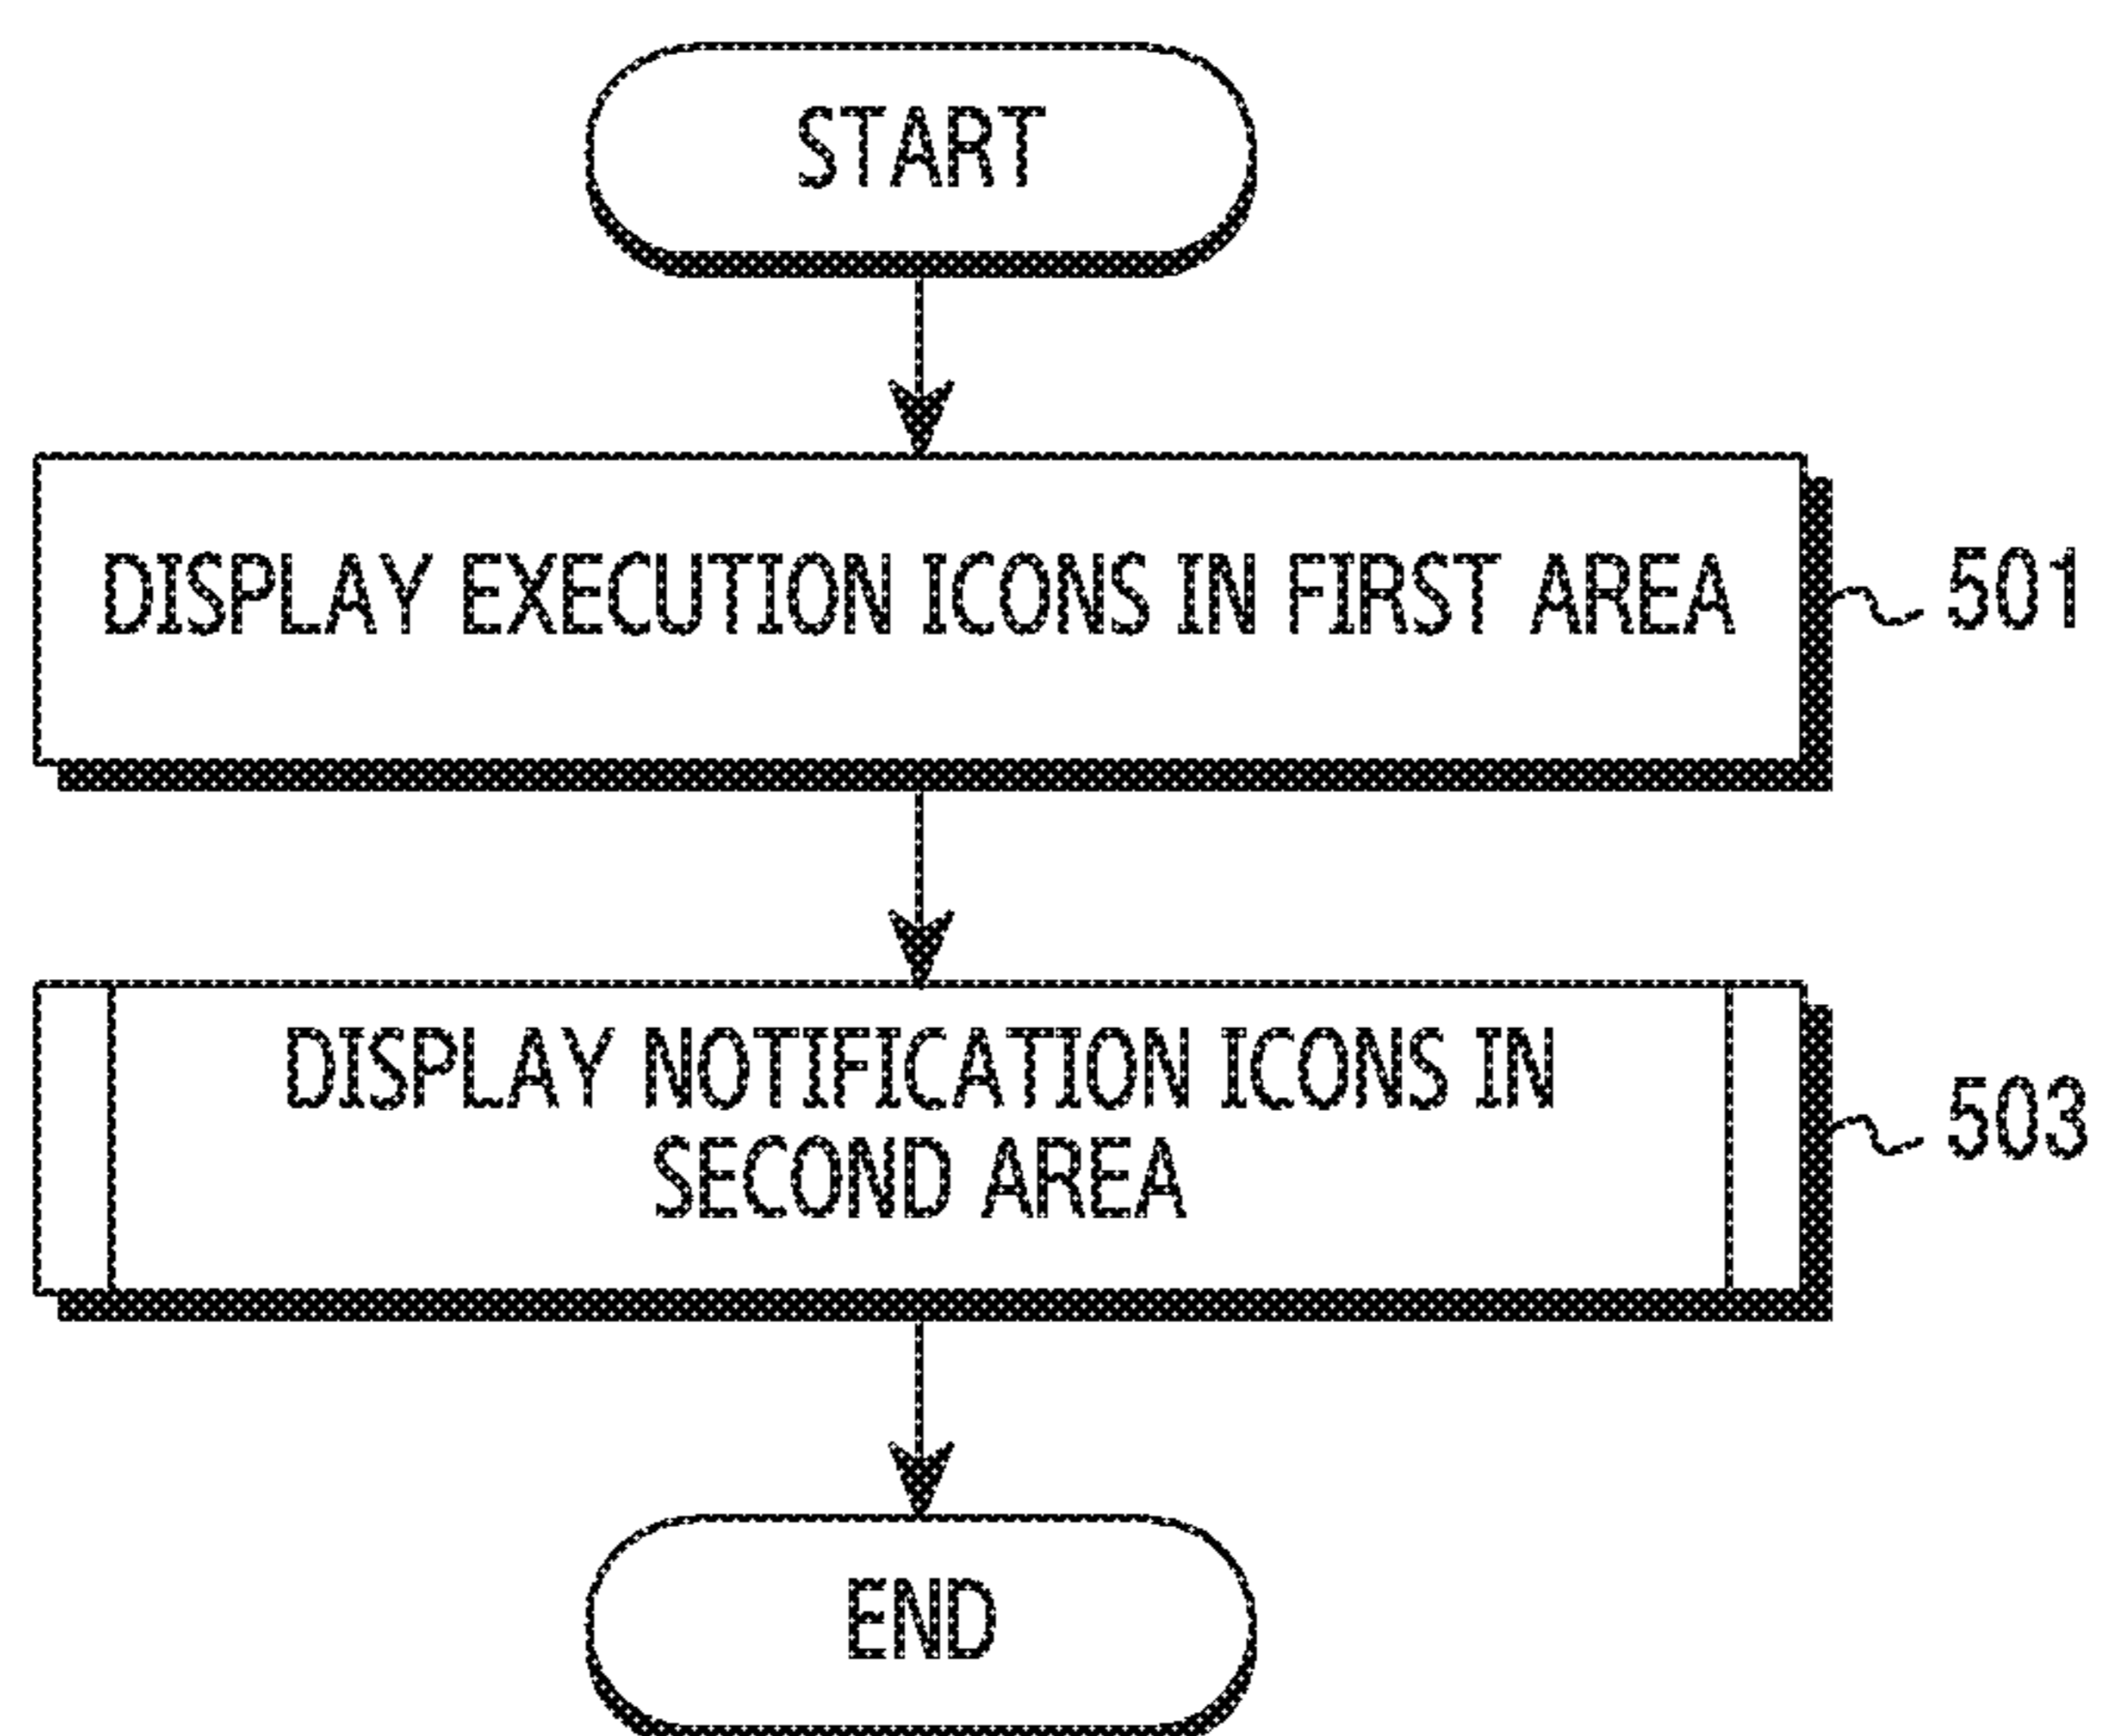 START
DISPLAY EXECUTION ICONS IN FIRST AREA
501
DISPLAY NOTIFICATION ICONS IN
SECOND AREA
503
END